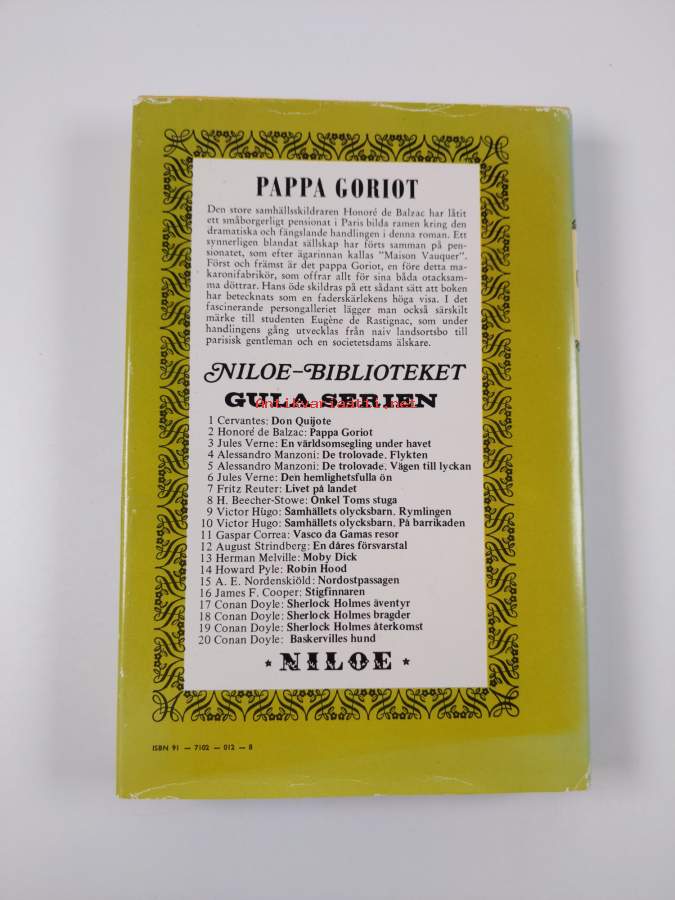 PAPPA GORIOT
Den store samhällsskildraren Honoré de Balzac har låtit
ett småborgerligt pensionat i Paris bilda ramen kring den
dramatiska och fängslande handlingen i denna roman. Ett
synnerligen blandat sällskap har förts samman på pen-
sionatet, som efter ägarinnan kallas "Maison Vauquer".
Först och främst är det pappa Goriot, en före detta ma-
karonifabrikör, som offrar allt för sina båda otacksam-
ma döttrar. Hans öde skildras på ett sådant sätt att boken
har betecknats som en faderskärlekens höga visa. I det
fascinerande persongalleriet lägger man också särskilt
märke till studenten Eugène de Rastignac, som under
handlingens gång utvecklas från naiv landsortsbo till
parisisk gentleman och en societetsdams älskare.
NILOE-BIBLIOTEKET
GULA SERIEN
antikvariaatti.net
1 Cervantes: Don Quijote
2 Honoré de Balzac: Pappa Goriot
3 Jules Verne: En världsomsegling under havet
4 Alessandro Manzoni: De trolovade. Flykten
5 Alessandro Manzoni: De trolovade. Vägen till lyckan
6 Jules Verne: Den hemlighetsfulla ön
7 Fritz Reuter: Livet på landet
8 H. Beecher-Stowe: Onkel Toms stuga
9 Victor Hugo: Samhällets olycksbarn. Rymlingen
10 Victor Hugo: Samhällets olycksbarn. På barrikaden
11 Gaspar Correa: Vasco da Gamas resor
12 August Strindberg: En dåres försvarstal
13 Herman Melville: Moby Dick
14 Howard Pyle: Robin Hood
15 A. E. Nordenskiöld: Nordostpassagen
16 James F. Cooper: Stigfinnaren
17 Conan Doyle: Sherlock Holmes äventyr
18 Conan Doyle: Sherlock Holmes bragder
19 Conan Doyle: Sherlock Holmes återkomst
20 Conan Doyle: Baskervilles hund
★ NILOE ★
ISBN 91 — 7102 — 012 — 8